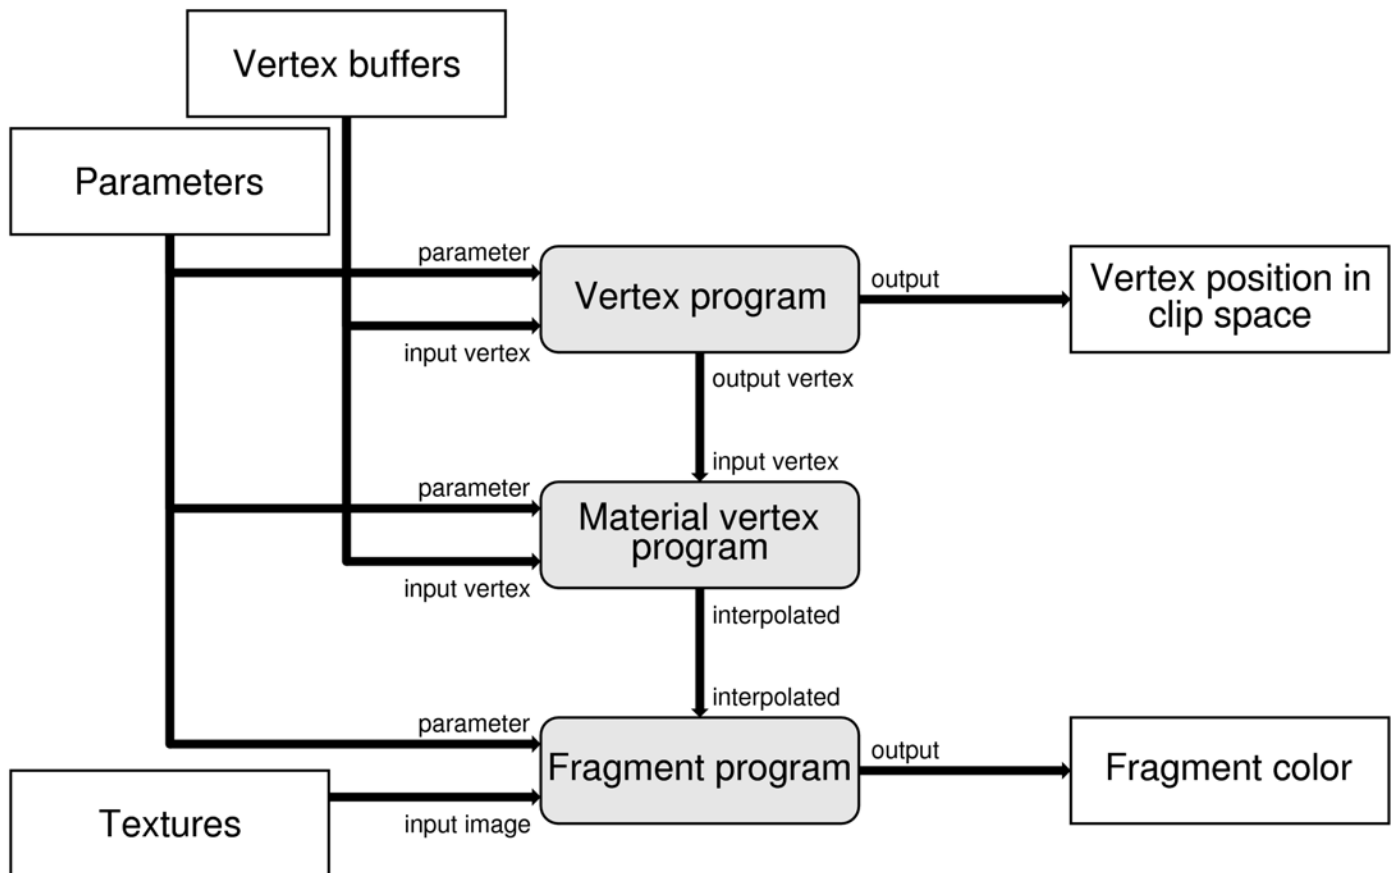 Vertex buffers
Parameters
parameter
input vertex
Vertex program
output
Vertex position in
clip space
output vertex
input vertex
parameter
input vertex
Material vertex
program
interpolated
interpolated
parameter
Fragment program
output
Fragment color
Textures
input image